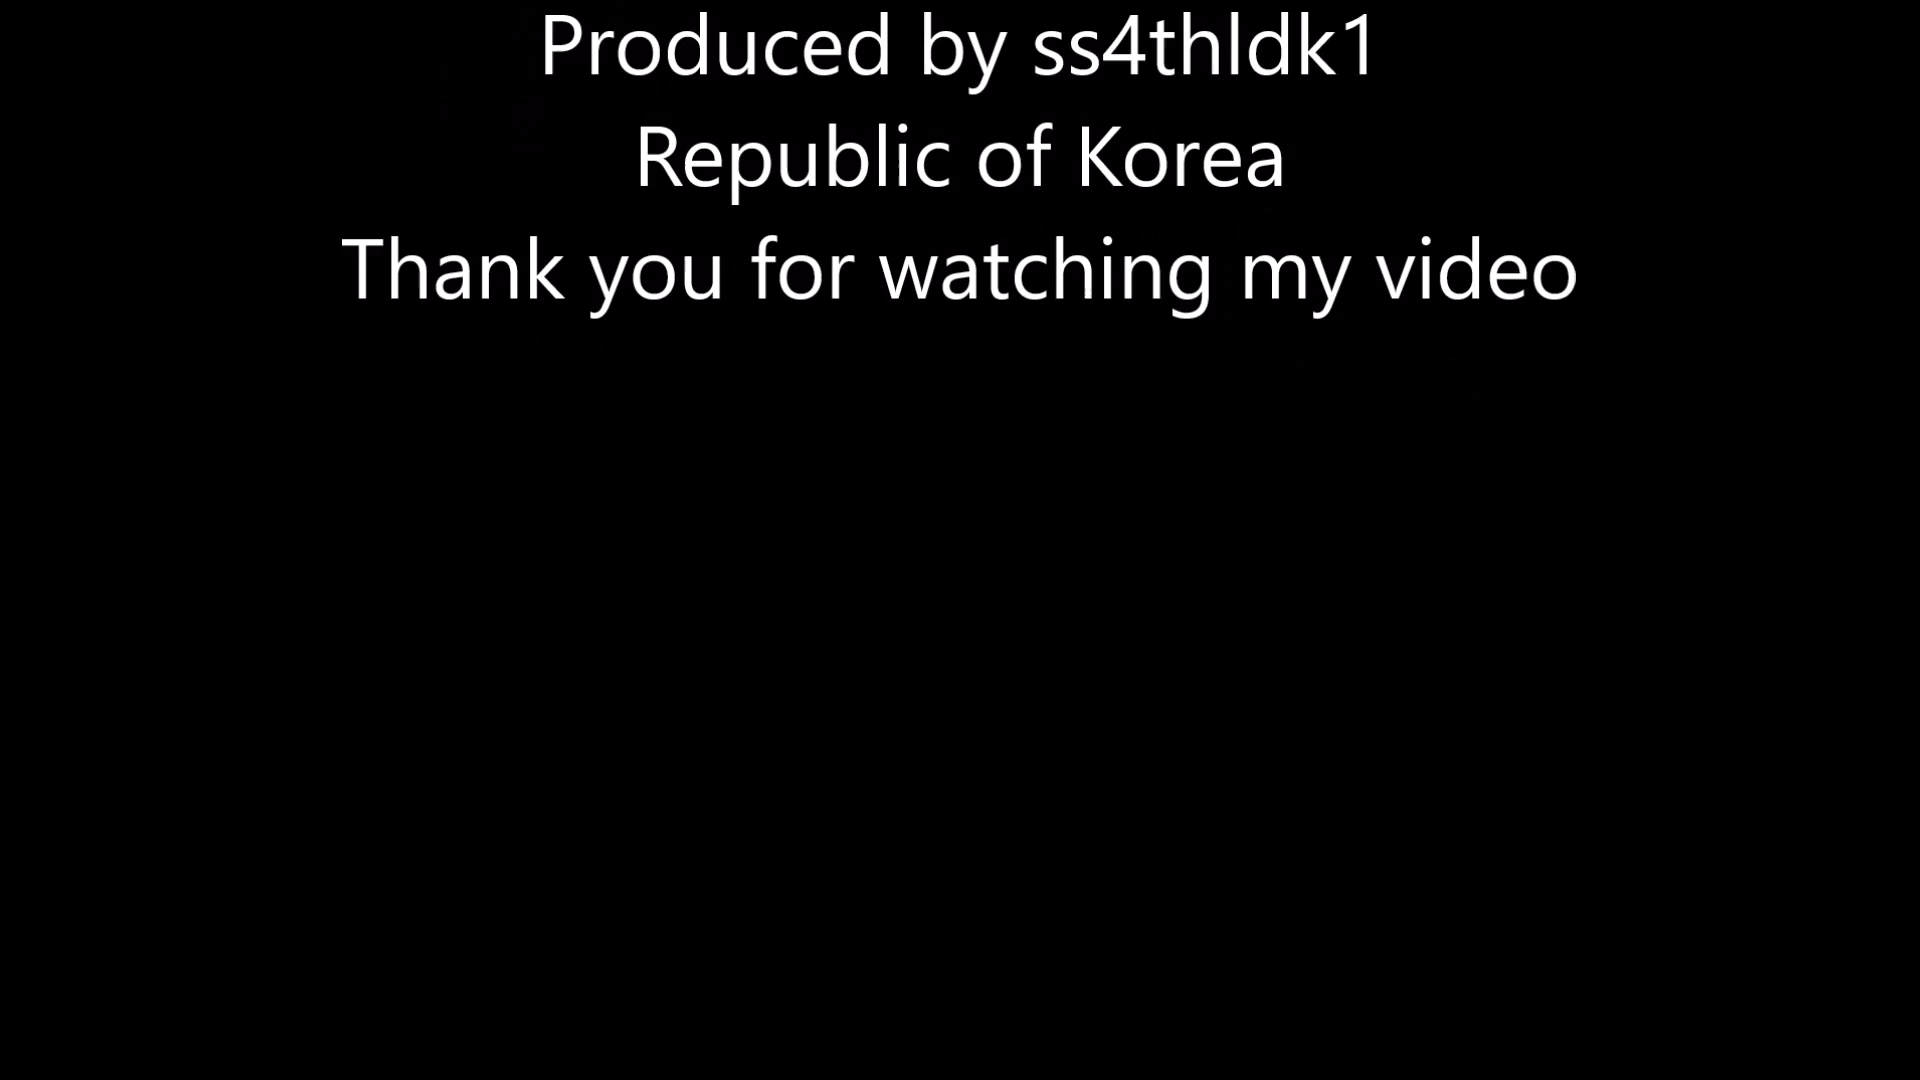 Produced by ss4thldk1
Republic of Korea
Thank you for watching my video